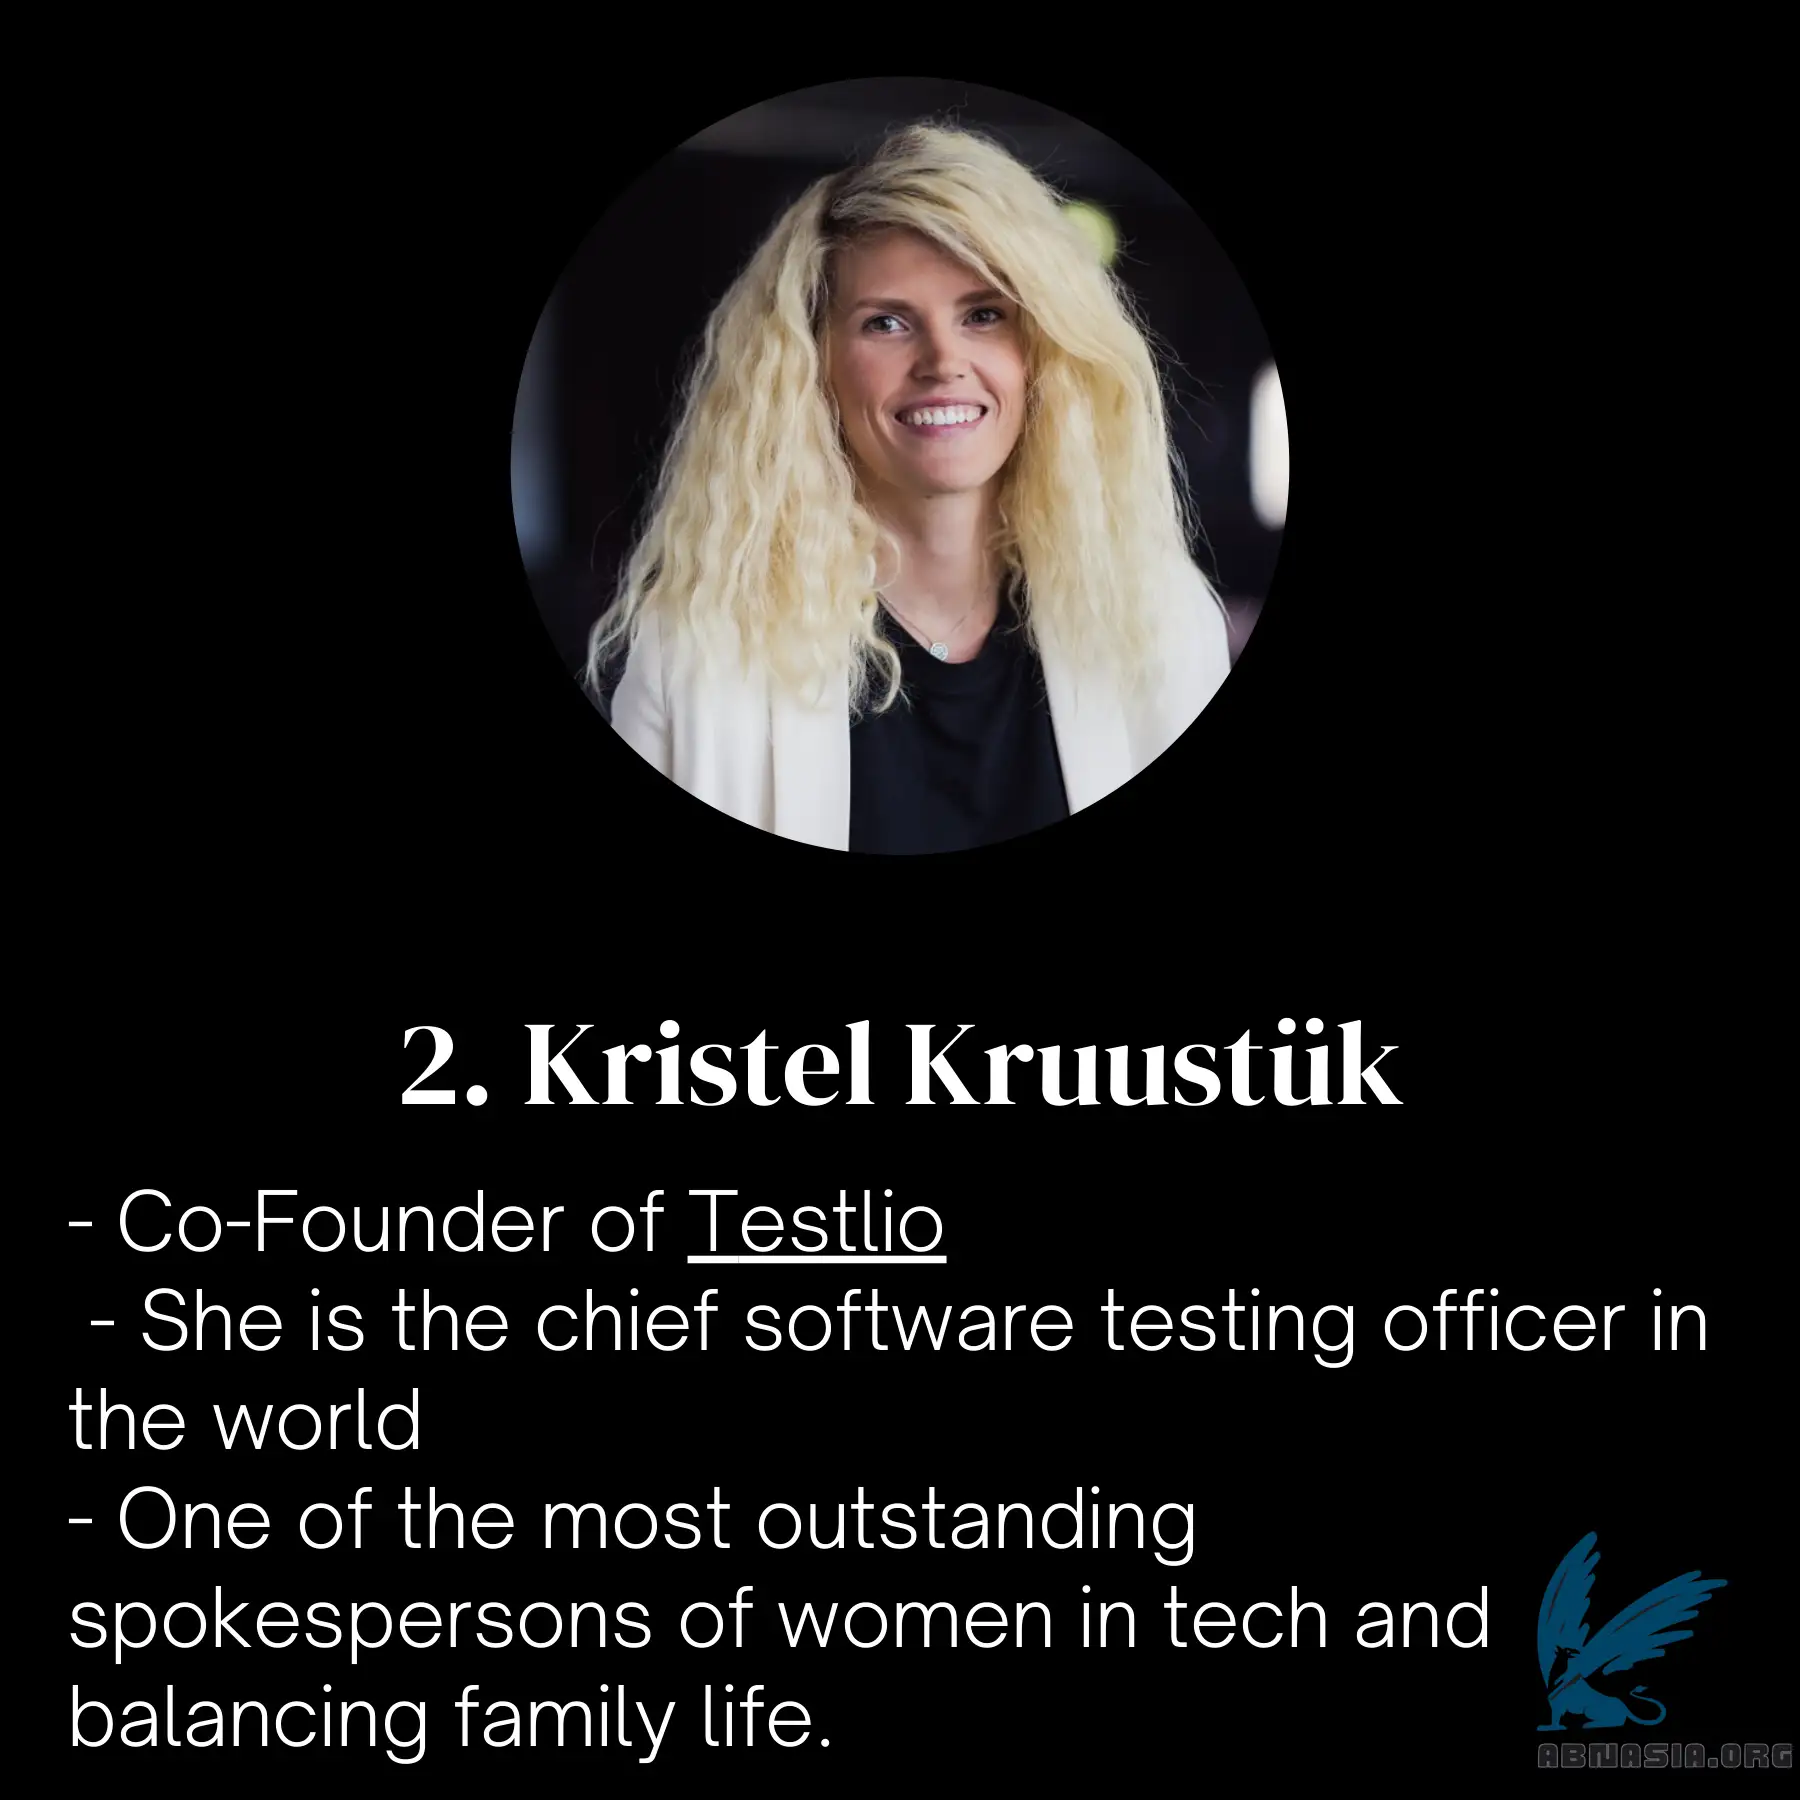 2. Kristel Kruustük
- Co-Founder of Testlio
- She is the chief software testing officer in
the world
- One of the most outstanding
spokespersons of women in tech and
balancing family life.
ABNASIA.ORG